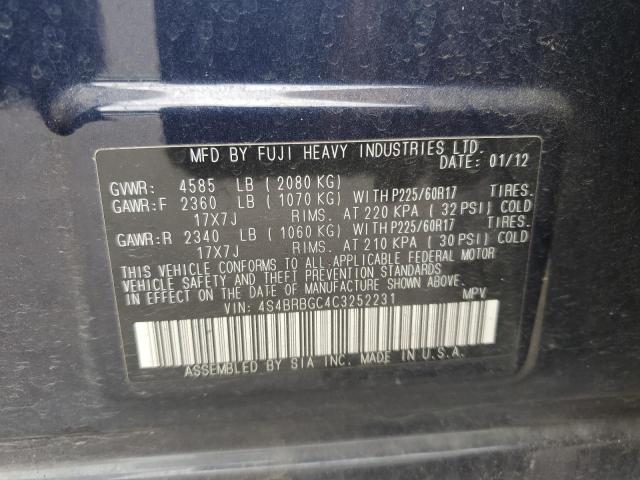 MFD BY FUJI HEAVY INDUSTRIES LTD.
DATE: 01/12
GVWR: 4585 LB ( 2080 KG)
GAWR:F 2360 LB ( 1070 KG) WITH P225/60R17 TIRES.
17X7J RIMS. AT 220 KPA ( 32 PSI) COLD
GAWR:R 2340 LB ( 1060 KG) WITH P225/60R17 TIRES.
17X7J RIMS. AT 210 KPA ( 30 PSI) COLD
THIS VEHICLE CONFORMS TO ALL APPLICABLE FEDERAL MOTOR
VEHICLE SAFETY AND THEFT PREVENTION STANDARDS
IN EFFECT ON THE DATE OF MANUFACTURE SHOWN ABOVE.
VIN: 4S4BRBGC4C3252231 MPV
ASSEMBLED BY SIA INC. MADE IN U.S.A.